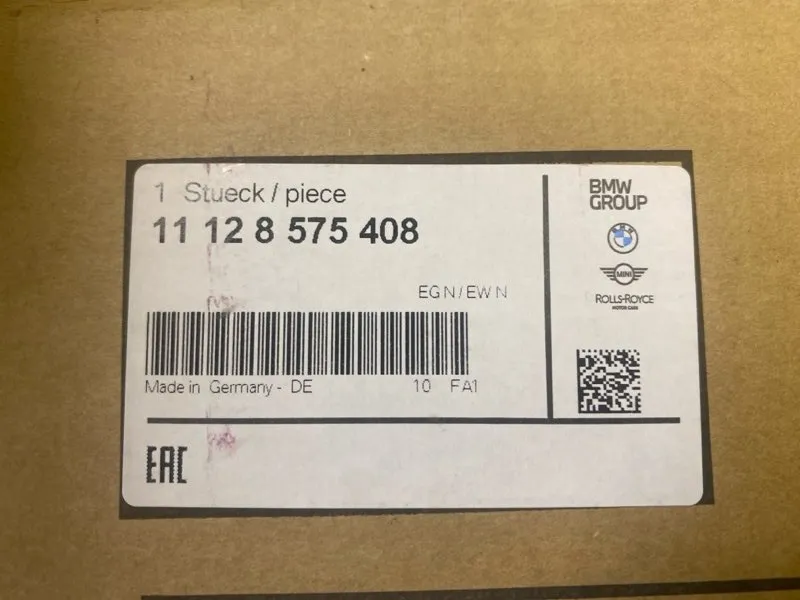 1 Stueck / piece
11 12 8 575 408
EG N / EW N
Made in Germany - DE
10 FA1
EAC
BMW
GROUP
BMW
MINI
ROLLS-ROYCE
MOTOR CARS